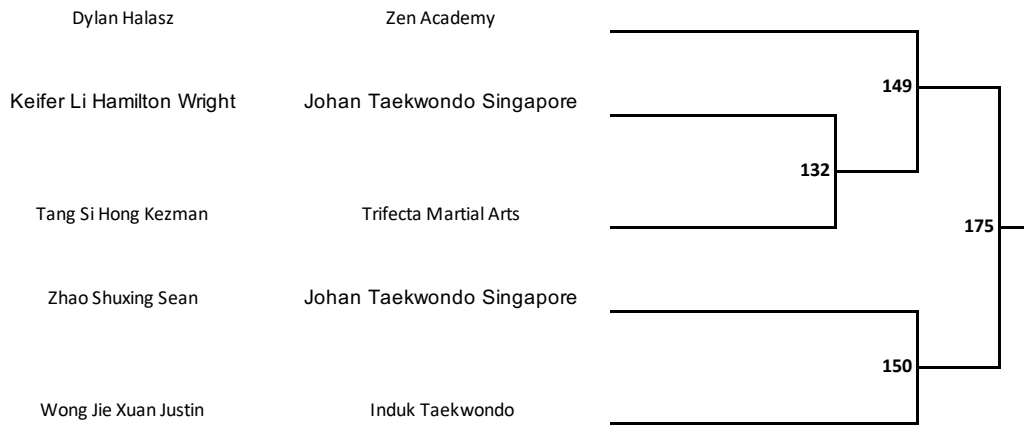 Dylan Halasz Zen Academy
149
Keifer Li Hamilton Wright Johan Taekwondo Singapore
132
Tang Si Hong Kezman Trifecta Martial Arts
175
Zhao Shuxing Sean Johan Taekwondo Singapore
150
Wong Jie Xuan Justin Induk Taekwondo